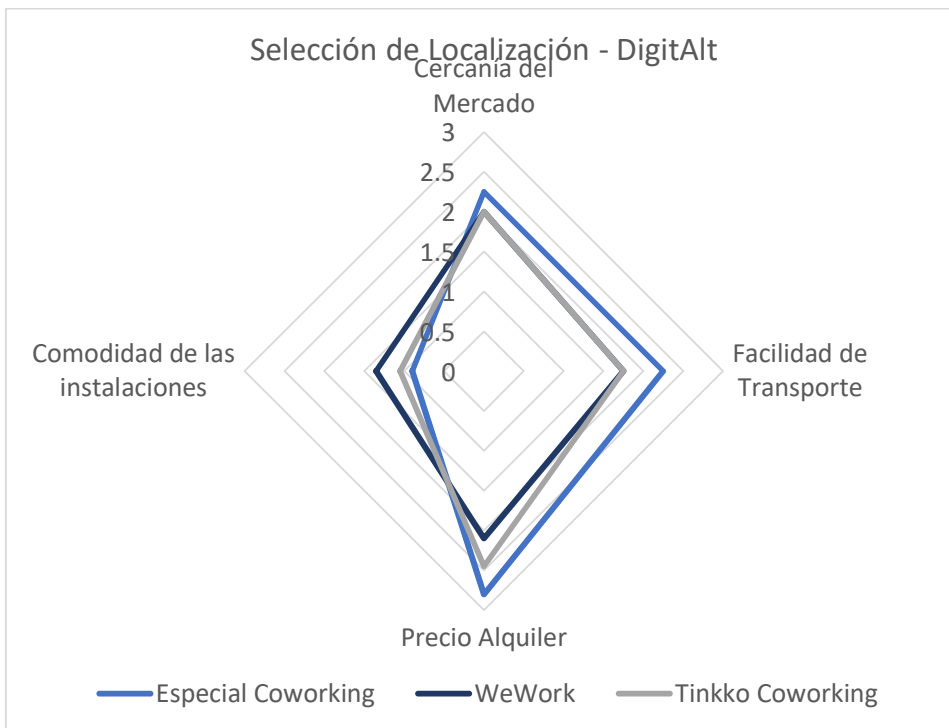 Selección de Localización - DigitAlt
Cercanía del
Mercado
3
2.5
2
1.5
1
0.5
0
Comodidad de las
instalaciones
Facilidad de
Transporte
Precio Alquiler
Especial Coworking
WeWork
Tinkko Coworking